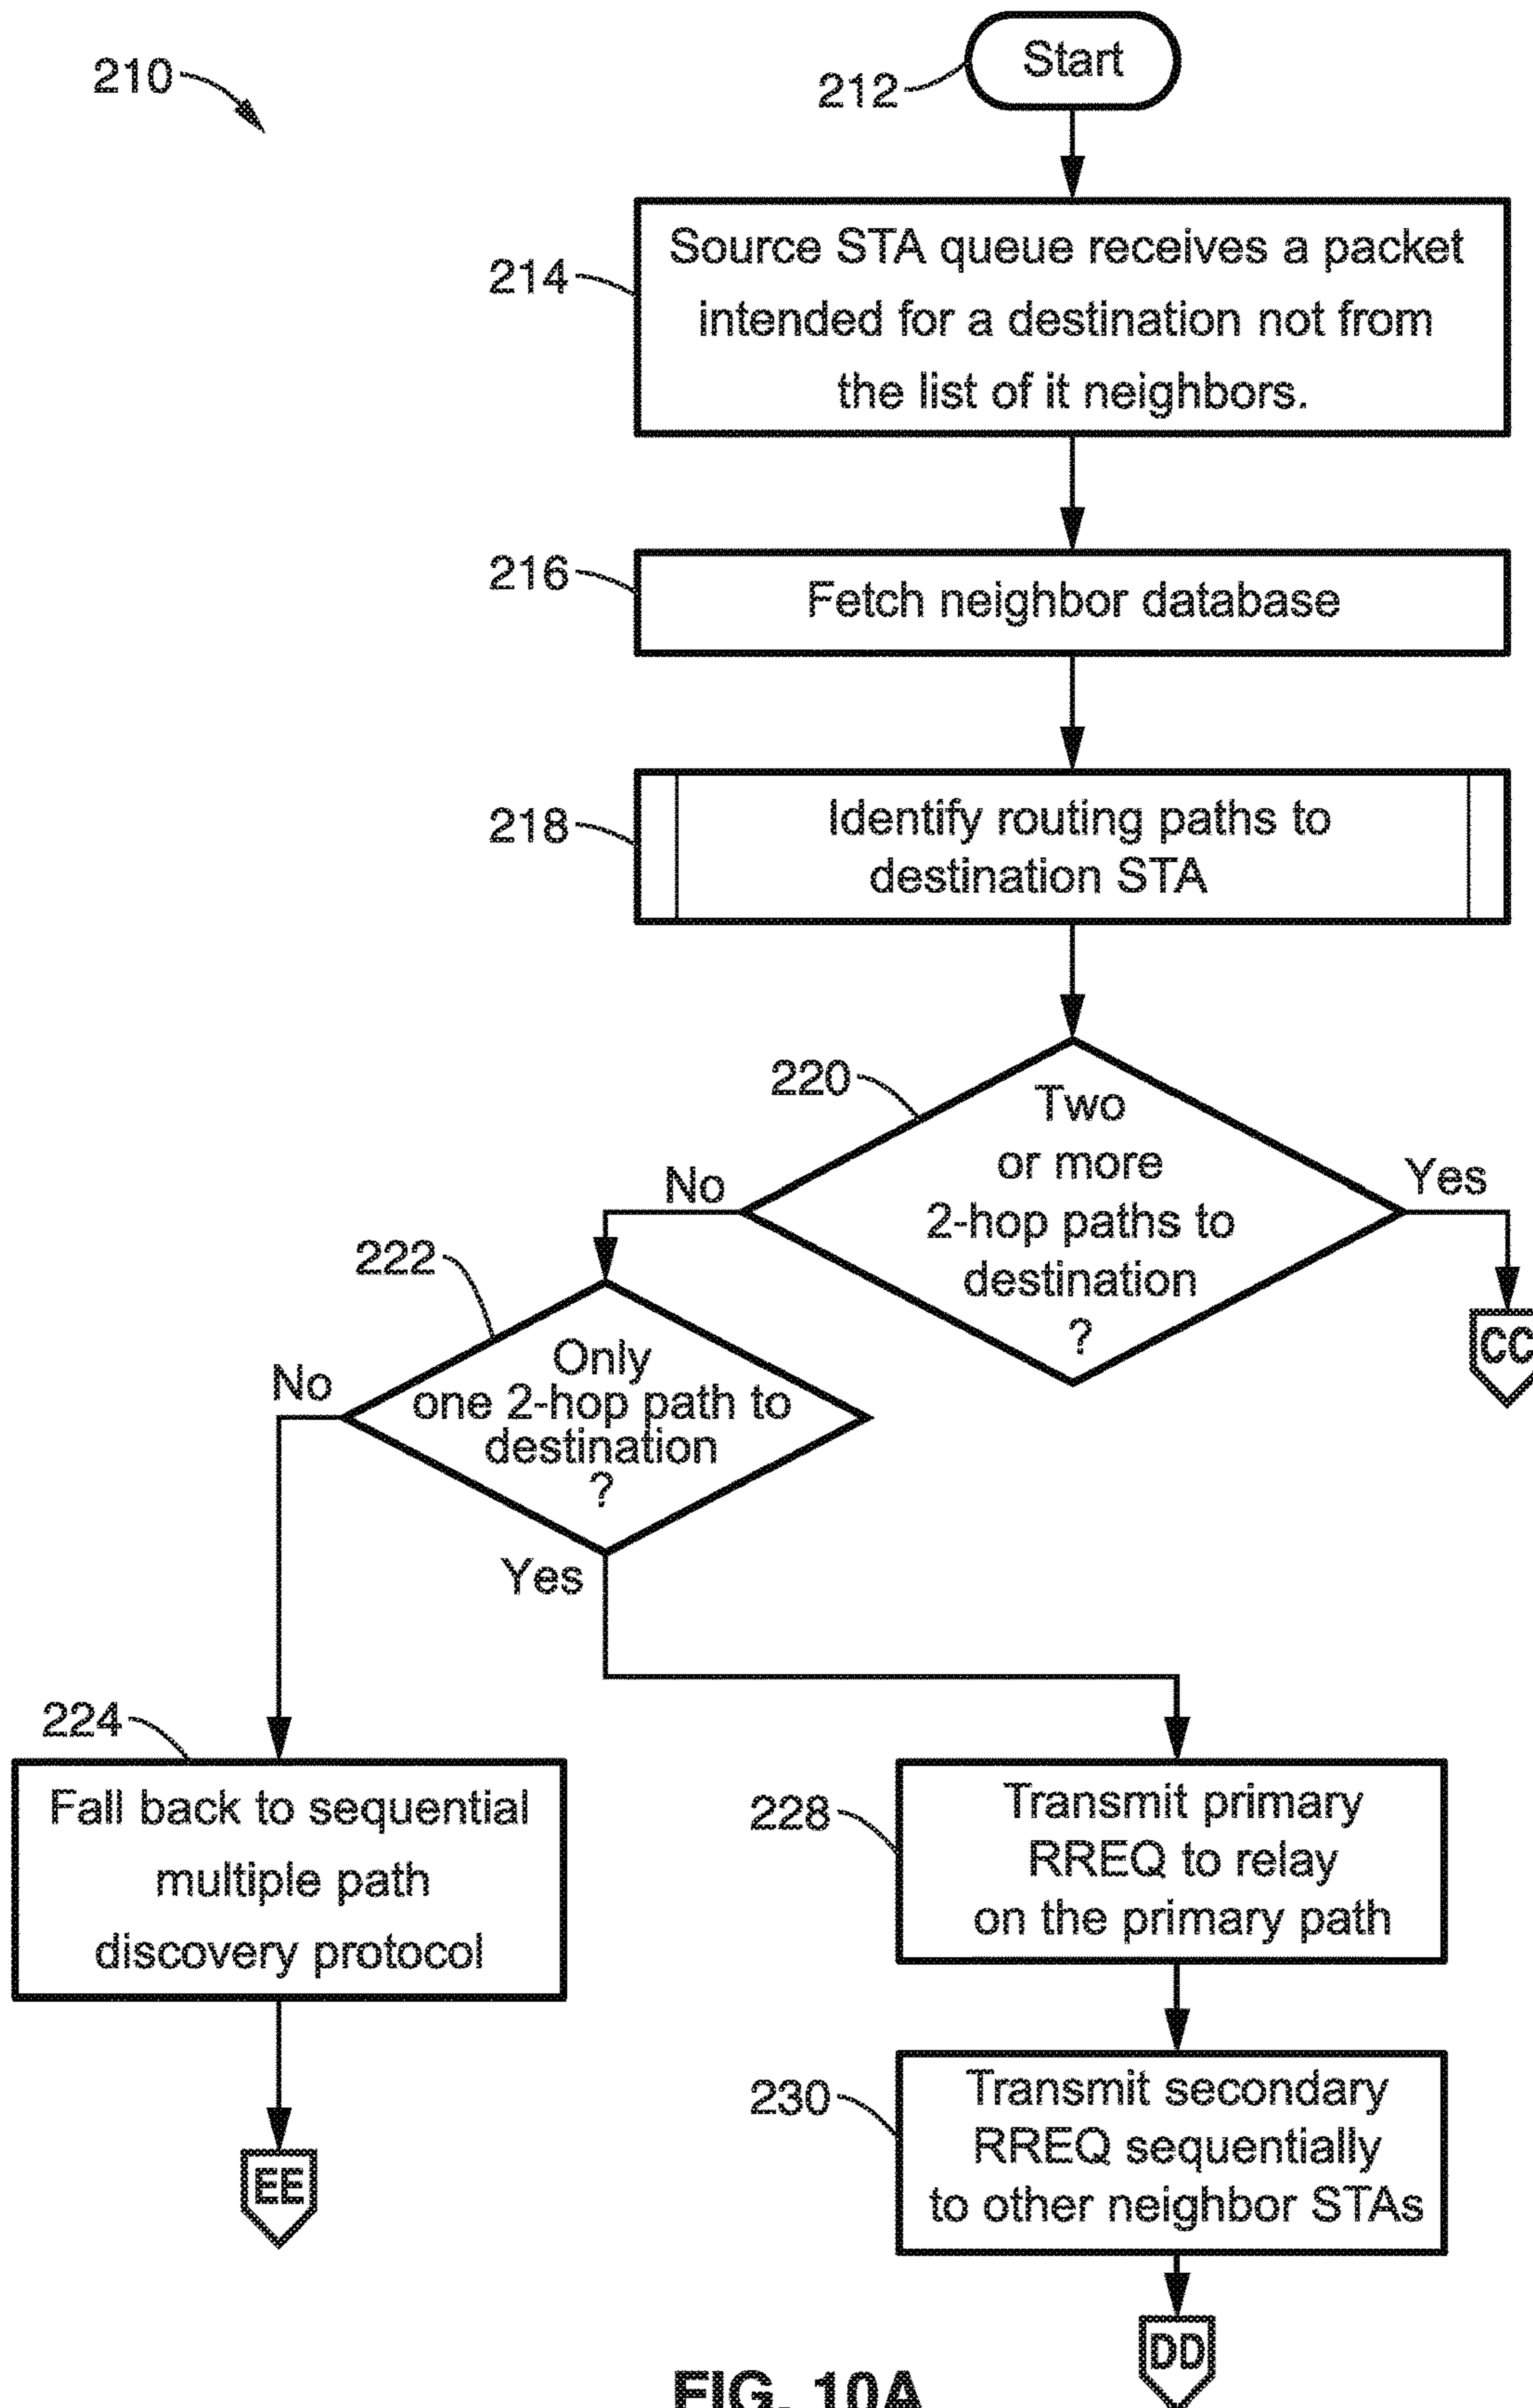 210
212
Start
214
Source STA queue receives a packet
intended for a destination not from
the list of it neighbors.
216
Fetch neighbor database
218
Identify routing paths to
destination STA
220
Two
or more
2-hop paths to
destination
?
No
Yes
CC
222
Only
one 2-hop path to
destination
?
No
Yes
224
Fall back to sequential
multiple path
discovery protocol
EE
228
Transmit primary
RREQ to relay
on the primary path
230
Transmit secondary
RREQ sequentially
to other neighbor STAs
DD
FIG. 10A